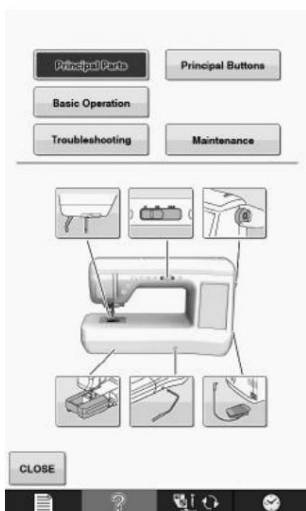 Principal Parts
Principal Buttons
Basic Operation
Troubleshooting
Maintenance
CLOSE